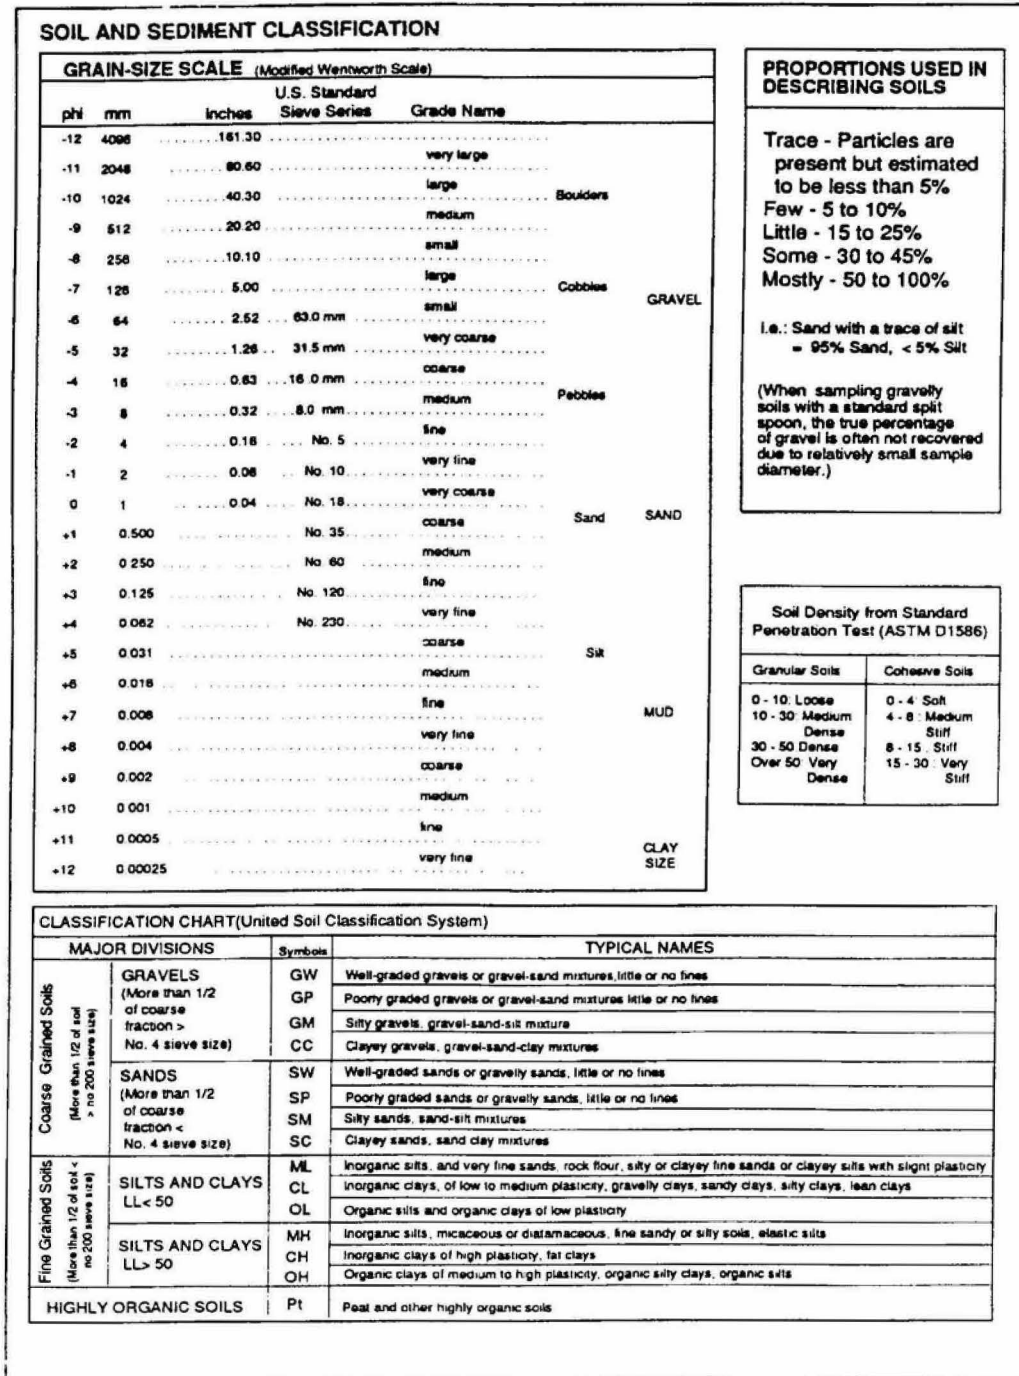 SOIL AND SEDIMENT CLASSIFICATION
GRAIN-SIZE SCALE (Modified Wentworth Scale)
U.S. Standard
phi mm inches Sieve Series Grade Name
-12 4096 161.30
very large
-11 2048 80.60
large
-10 1024 40.30 Boulders
medium
-9 512 20.20
small
-8 256 10.10
large
-7 128 5.00 Cobbles
GRAVEL
small
-6 64 2.52 63.0 mm
very coarse
-5 32 1.26 31.5 mm
coarse
-4 16 0.63 16.0 mm Pebbles
medium
-3 8 0.32 8.0 mm
fine
-2 4 0.16 No. 5
very fine
-1 2 0.08 No. 10
very coarse
0 1 0.04 No. 18
Sand SAND
coarse
+1 0.500 No. 35
medium
+2 0.250 No. 60
fine
+3 0.125 No. 120
very fine
+4 0.062 No. 230
coarse
+5 0.031 Silt
medium
+6 0.016
fine
+7 0.008 MUD
very fine
+8 0.004
coarse
+9 0.002
medium
+10 0.001
fine
+11 0.0005
very fine
CLAY
SIZE
+12 0.00025
PROPORTIONS USED IN
DESCRIBING SOILS
Trace - Particles are
present but estimated
to be less than 5%
Few - 5 to 10%
Little - 15 to 25%
Some - 30 to 45%
Mostly - 50 to 100%
i.e.: Sand with a trace of silt
= 95% Sand, < 5% Silt
(When sampling gravelly
soils with a standard split
spoon, the true percentage
of gravel is often not recovered
due to relatively small sample
diameter.)
Soil Density from Standard
Penetration Test (ASTM D1586)
Granular Soils Cohesive Soils
0 - 10: Loose 0 - 4: Soft
10 - 30: Medium 4 - 8 : Medium
Dense Stiff
30 - 50 Dense 8 - 15 : Stiff
Over 50: Very 15 - 30 : Very
Dense Stiff
CLASSIFICATION CHART(United Soil Classification System)
MAJOR DIVISIONS Symbols TYPICAL NAMES
Coarse Grained Soils
(More than 1/2 of soil
> no 200 sieve size)
GRAVELS
(More than 1/2
of coarse
fraction >
No. 4 sieve size)
GW Well-graded gravels or gravel-sand mixtures,little or no fines
GP Poorly graded gravels or gravel-sand mixtures little or no fines
GM Silty gravels, gravel-sand-silt mixture
CC Clayey gravels, gravel-sand-clay mixtures
SANDS
(More than 1/2
of coarse
fraction <
No. 4 sieve size)
SW Well-graded sands or gravelly sands, little or no fines
SP Poorly graded sands or gravelly sands, little or no fines
SM Silty sands, sand-silt mixtures
SC Clayey sands, sand clay mixtures
Fine Grained Soils
(More than 1/2 of soil <
no 200 sieve size)
SILTS AND CLAYS
LL< 50
ML Inorganic silts, and very fine sands, rock flour, silty or clayey fine sands or clayey silts with slight plasticity
CL Inorganic clays, of low to medium plasticity, gravelly clays, sandy clays, silty clays, lean clays
OL Organic silts and organic clays of low plasticity
SILTS AND CLAYS
LL> 50
MH Inorganic silts, micaceous or diatamaceous, fine sandy or silty soils, elastic silts
CH Inorganic clays of high plasticity, fat clays
OH Organic clays of medium to high plasticity, organic silty clays, organic silts
HIGHLY ORGANIC SOILS Pt Peat and other highly organic soils